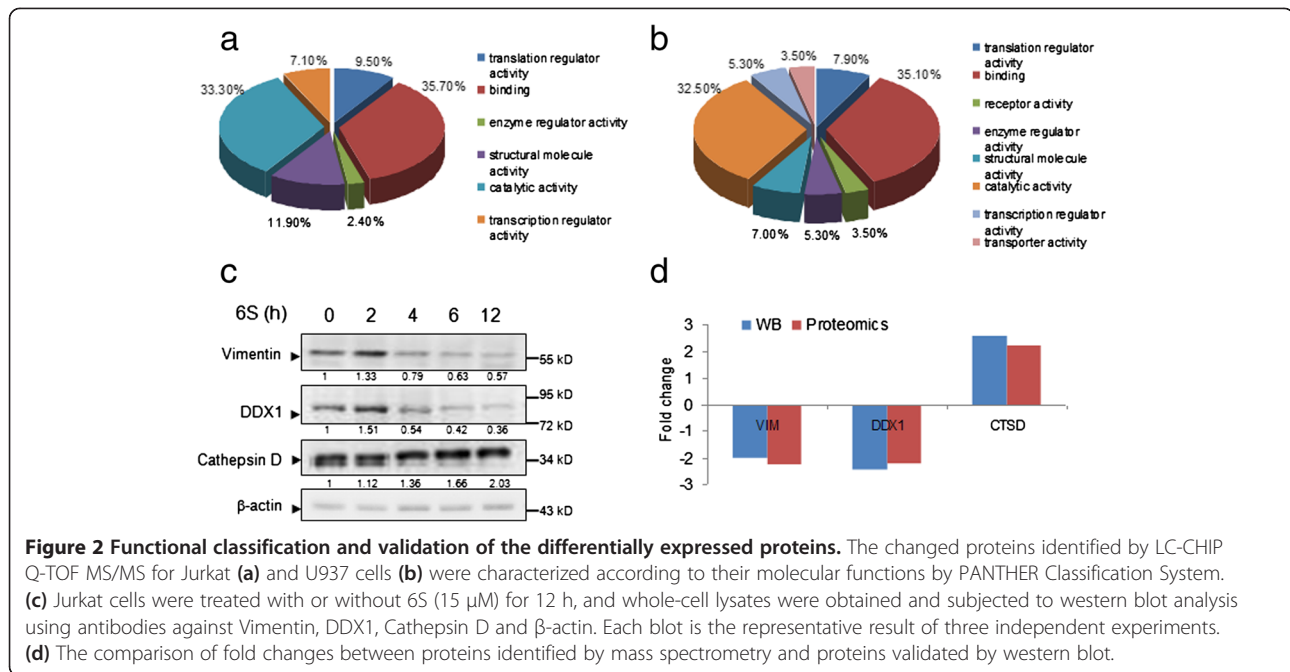 a
7.10%
9.50%
33.30%
35.70%
11.90%
2.40%
translation regulator
activity
binding
enzyme regulator activity
structural molecule
activity
catalytic activity
transcription regulator
activity
b
3.50%
5.30%
7.90%
32.50%
35.10%
7.00%
5.30%
3.50%
translation regulator
activity
binding
receptor activity
enzyme regulator
activity
structural molecule
activity
catalytic activity
transcription regulator
activity
transporter activity
c
6S (h) 0 2 4 6 12
Vimentin 55 kD
1 1.33 0.79 0.63 0.57
95 kD
DDX1
72 kD
1 1.51 0.54 0.42 0.36
Cathepsin D 34 kD
1 1.12 1.36 1.66 2.03
β-actin 43 kD
d
WB Proteomics
Fold change
3
2
1
0
-1
-2
-3
VIM DDX1 CTSD
Figure 2 Functional classification and validation of the differentially expressed proteins. The changed proteins identified by LC-CHIP
Q-TOF MS/MS for Jurkat (a) and U937 cells (b) were characterized according to their molecular functions by PANTHER Classification System.
(c) Jurkat cells were treated with or without 6S (15 μM) for 12 h, and whole-cell lysates were obtained and subjected to western blot analysis
using antibodies against Vimentin, DDX1, Cathepsin D and β-actin. Each blot is the representative result of three independent experiments.
(d) The comparison of fold changes between proteins identified by mass spectrometry and proteins validated by western blot.